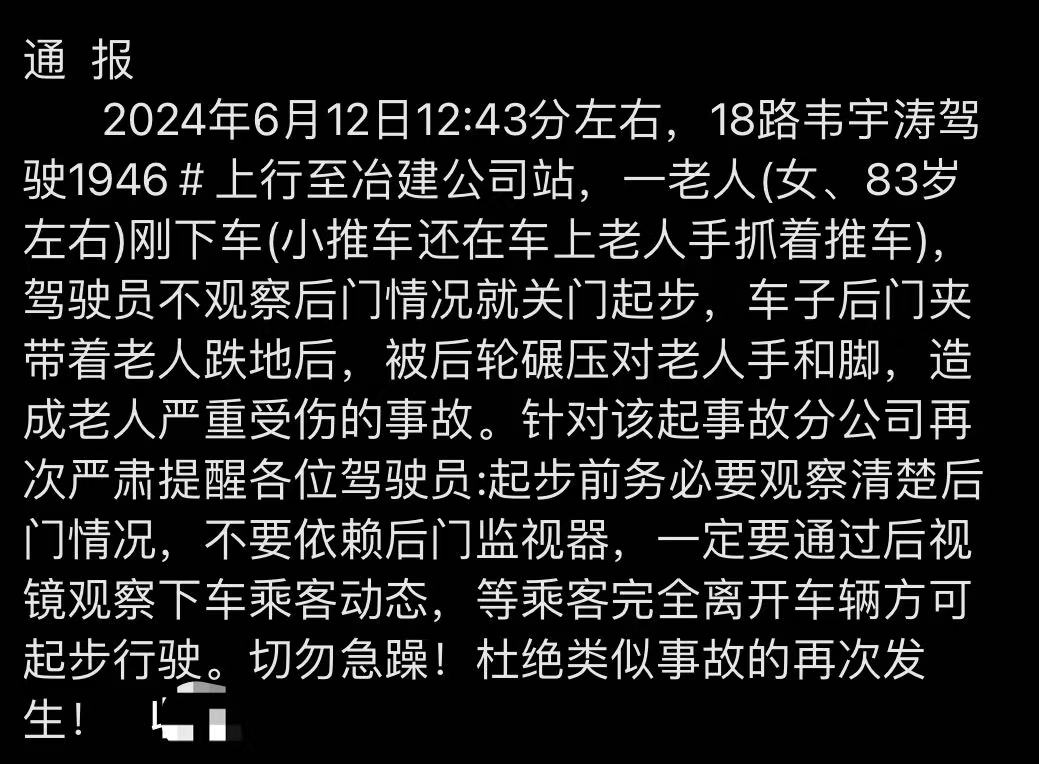 通 报
2024年6月12日12:43分左右，18路韦宇涛驾
驶1946＃上行至冶建公司站，一老人(女、83岁
左右)刚下车(小推车还在车上老人手抓着推车)，
驾驶员不观察后门情况就关门起步，车子后门夹
带着老人跌地后，被后轮碾压对老人手和脚，造
成老人严重受伤的事故。针对该起事故分公司再
次严肃提醒各位驾驶员:起步前务必要观察清楚后
门情况，不要依赖后门监视器，一定要通过后视
镜观察下车乘客动态，等乘客完全离开车辆方可
起步行驶。切勿急躁！杜绝类似事故的再次发
生！